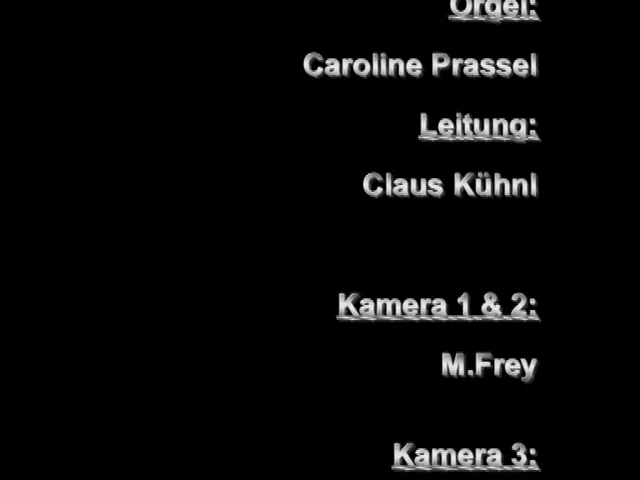 Orgel:
Caroline Prassel
Leitung:
Claus Kühnl
Kamera 1 & 2:
M.Frey
Kamera 3: